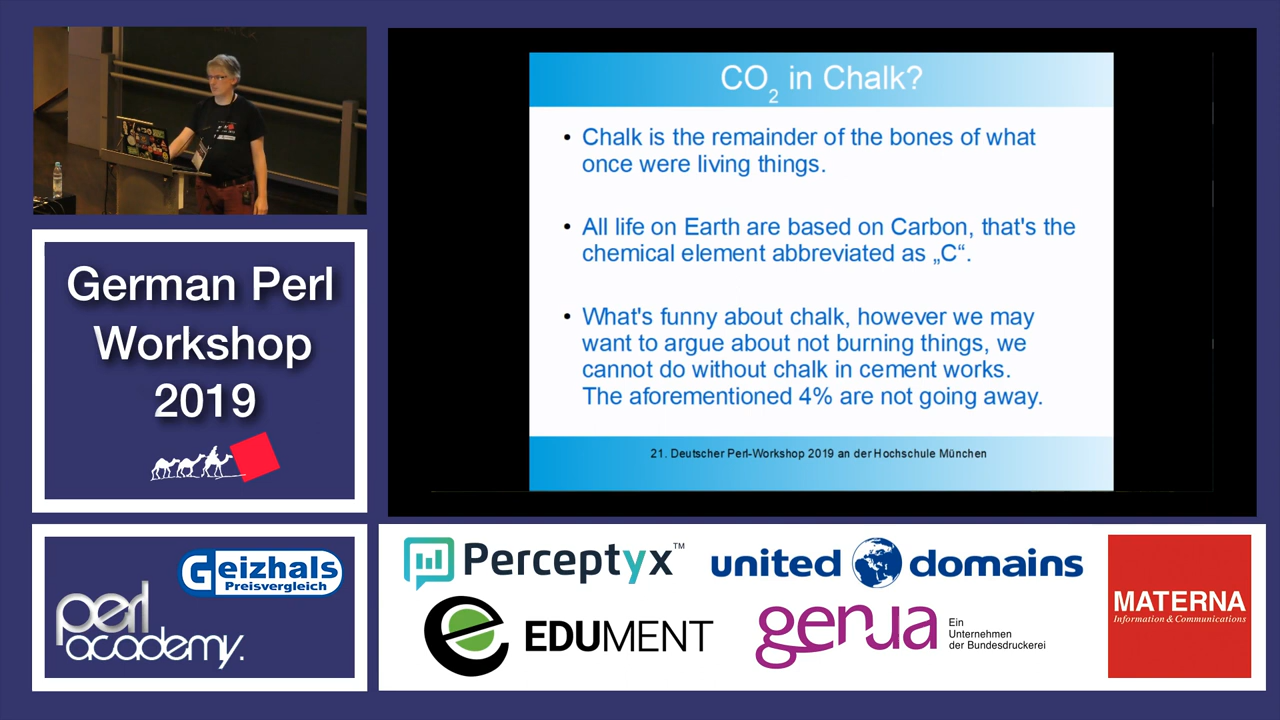 CO2 in Chalk?
• Chalk is the remainder of the bones of what
once were living things.
• All life on Earth are based on Carbon, that's the
chemical element abbreviated as „C“.
• What's funny about chalk, however we may
want to argue about not burning things, we
cannot do without chalk in cement works.
The aforementioned 4% are not going away.
21. Deutscher Perl-Workshop 2019 an der Hochschule München
German Perl
Workshop
2019
Geizhals
Preisvergleich
perl
academy.
Perceptyx™
united domains
EDUMENT
genua
Ein
Unternehmen
der Bundesdruckerei
MATERNA
Information & Communications